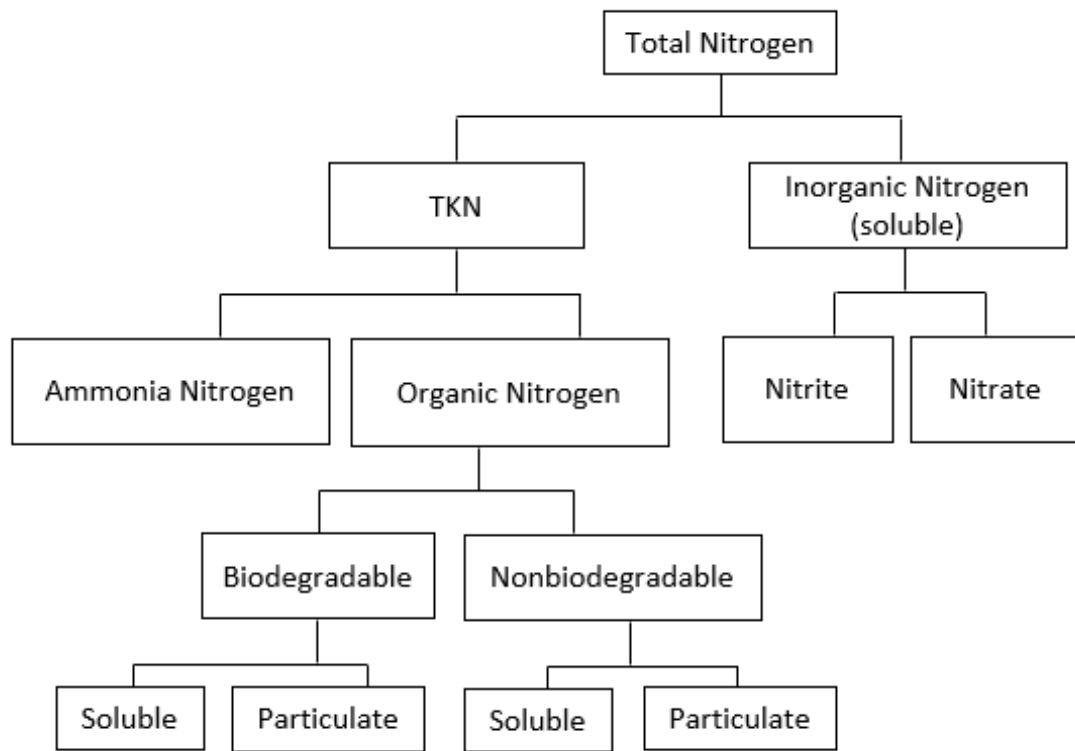 Total Nitrogen
TKN
Inorganic Nitrogen
(soluble)
Ammonia Nitrogen
Organic Nitrogen
Nitrite
Nitrate
Biodegradable
Nonbiodegradable
Soluble
Particulate
Soluble
Particulate